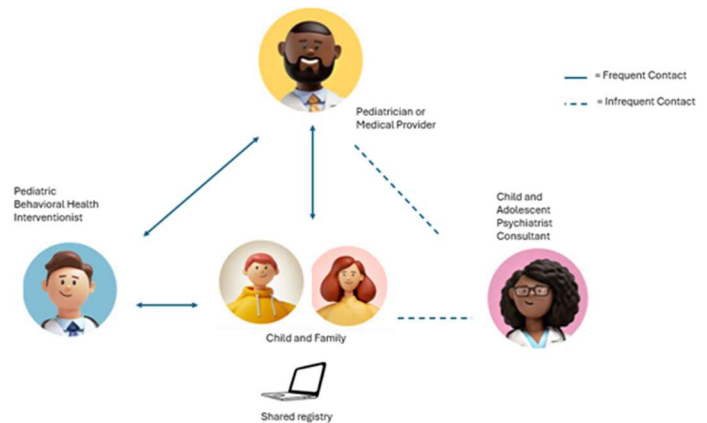 = Frequent Contact
= Infrequent Contact
Pediatrician or
Medical Provider
Pediatric
Behavioral Health
Interventionist
Child and
Adolescent
Psychiatrist
Consultant
Child and Family
Shared registry